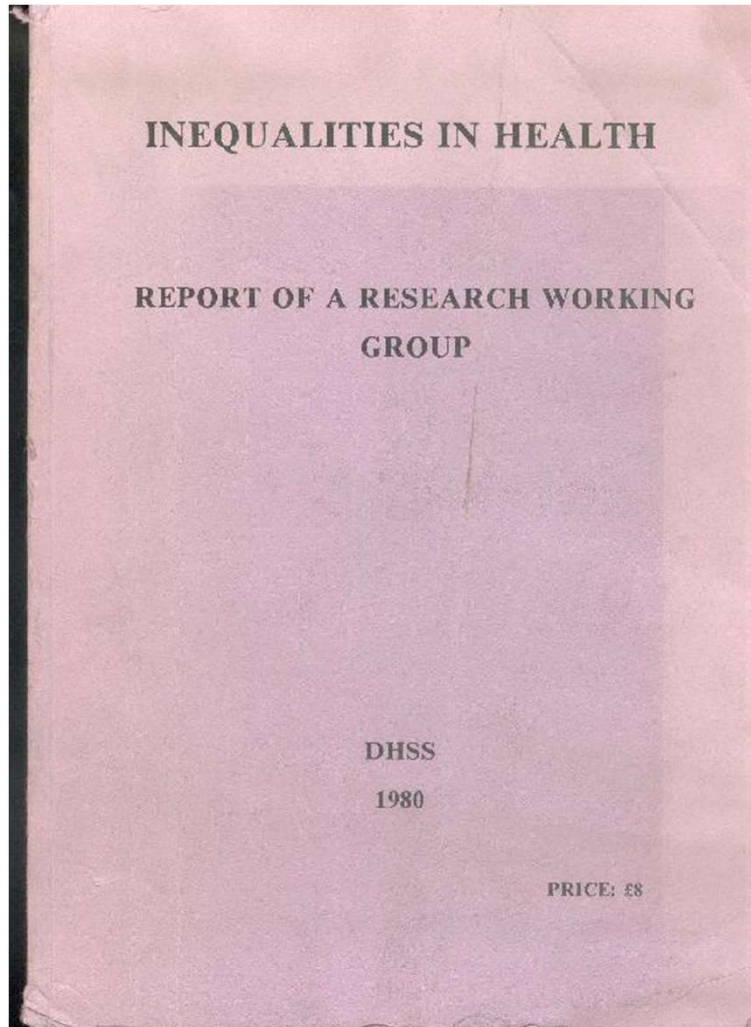 INEQUALITIES IN HEALTH
REPORT OF A RESEARCH WORKING
GROUP
DHSS
1980
PRICE: £8